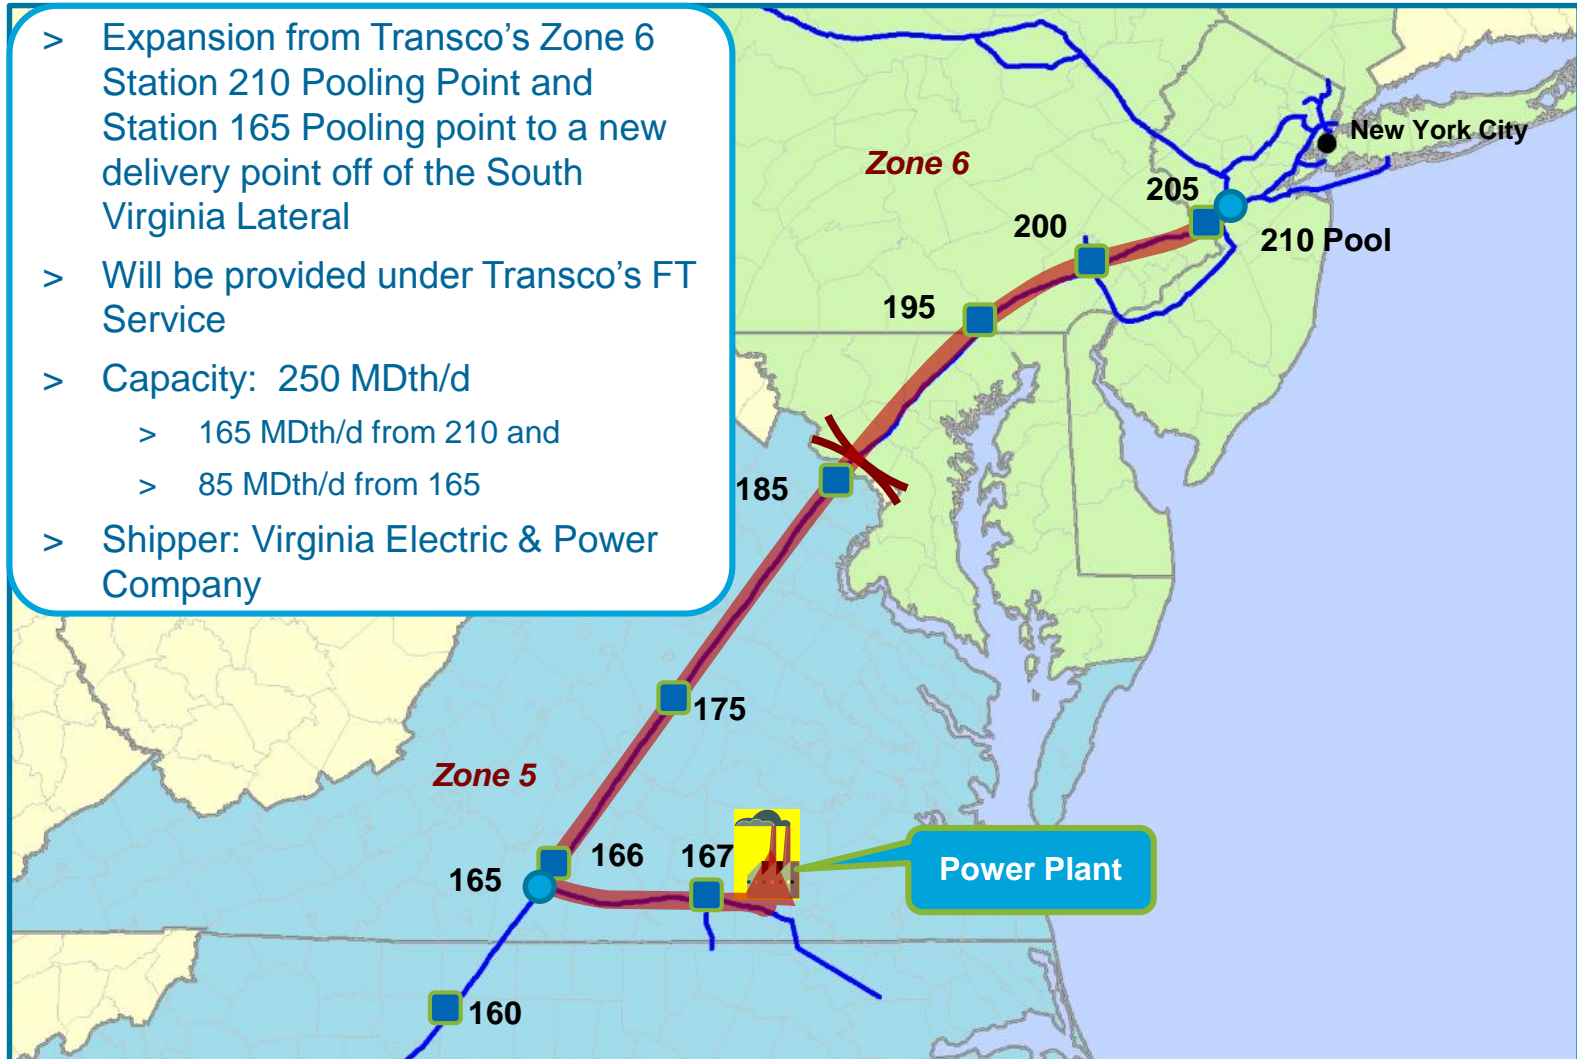 > Expansion from Transco's Zone 6
Station 210 Pooling Point and
Station 165 Pooling point to a new
delivery point off of the South
Virginia Lateral
> Will be provided under Transco's FT
Service
> Capacity: 250 MDth/d
> 165 MDth/d from 210 and
> 85 MDth/d from 165
> Shipper: Virginia Electric & Power
Company
New York City
Zone 6
205
200
210 Pool
195
185
175
Zone 5
166
167
165
Power Plant
160